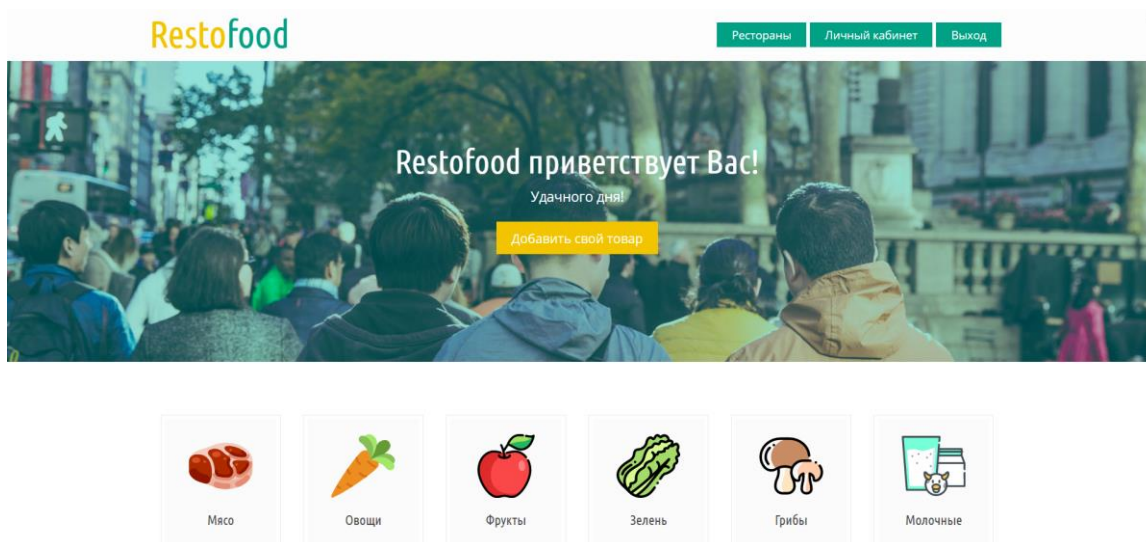 Restofood
Рестораны Личный кабинет Выход
Restofood приветствует Вас!
Удачного дня!
Добавить свой товар
Мясо Овощи Фрукты Зелень Грибы Молочные